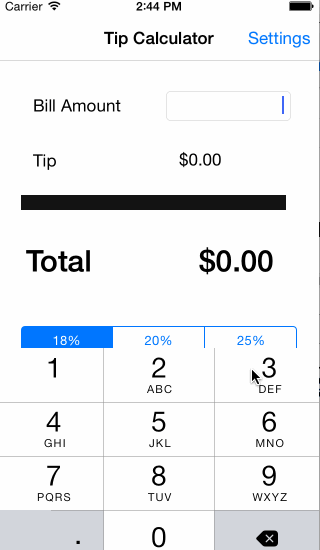 Carrier 2:44 PM
Tip Calculator Settings
Bill Amount
Tip $0.00
Total $0.00
18% 20% 25%
1 2 3
ABC DEF
4 5 6
GHI JKL MNO
7 8 9
PQRS TUV WXYZ
. 0